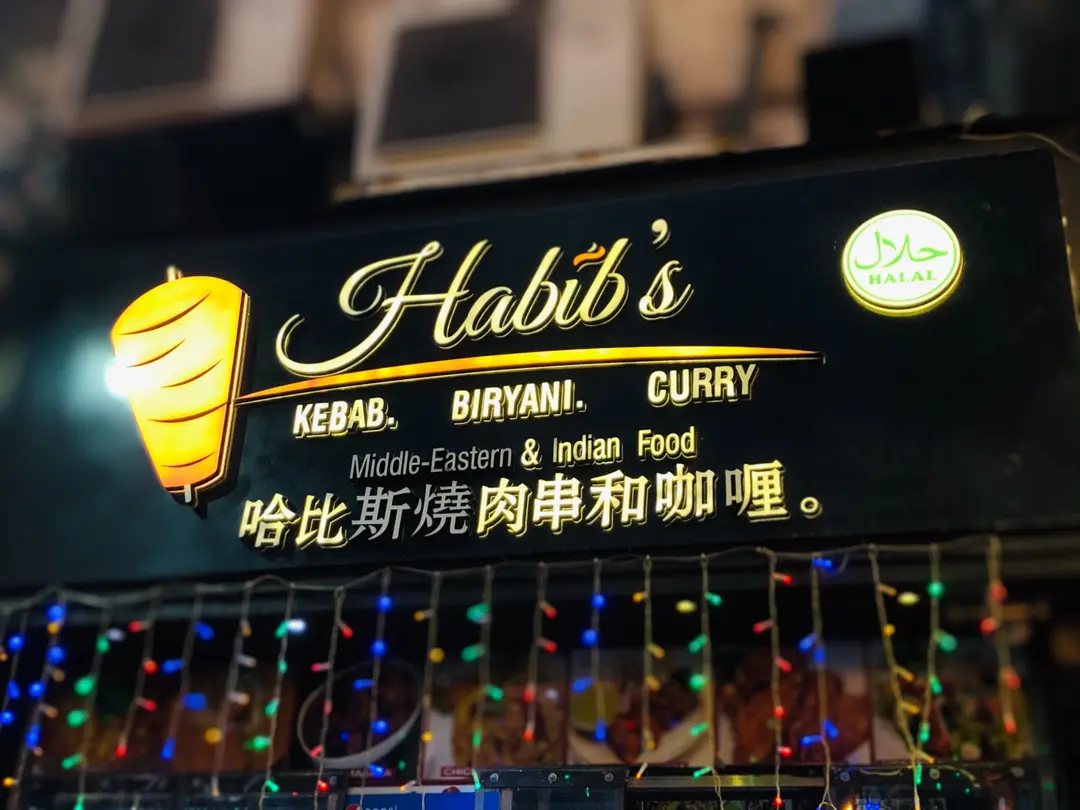 Habib's
حلال
HALAL
KEBAB. BIRYANI. CURRY
Middle-Eastern & Indian Food
哈比斯燒肉串和咖喱。